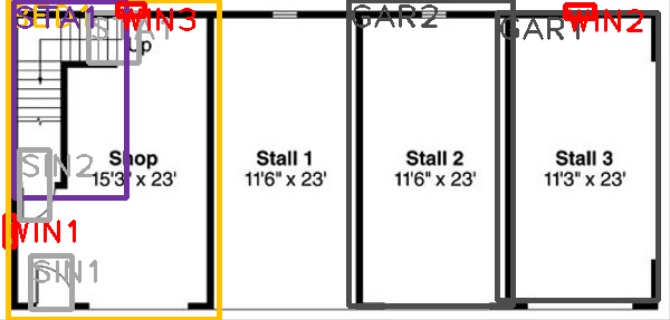 STA1 WIN3 GAR2 GAR1 WIN2
Up
SIN2
Shop Stall 1 Stall 2 Stall 3
15'3" x 23' 11'6" x 23' 11'6" x 23' 11'3" x 23'
WIN1
SIN1